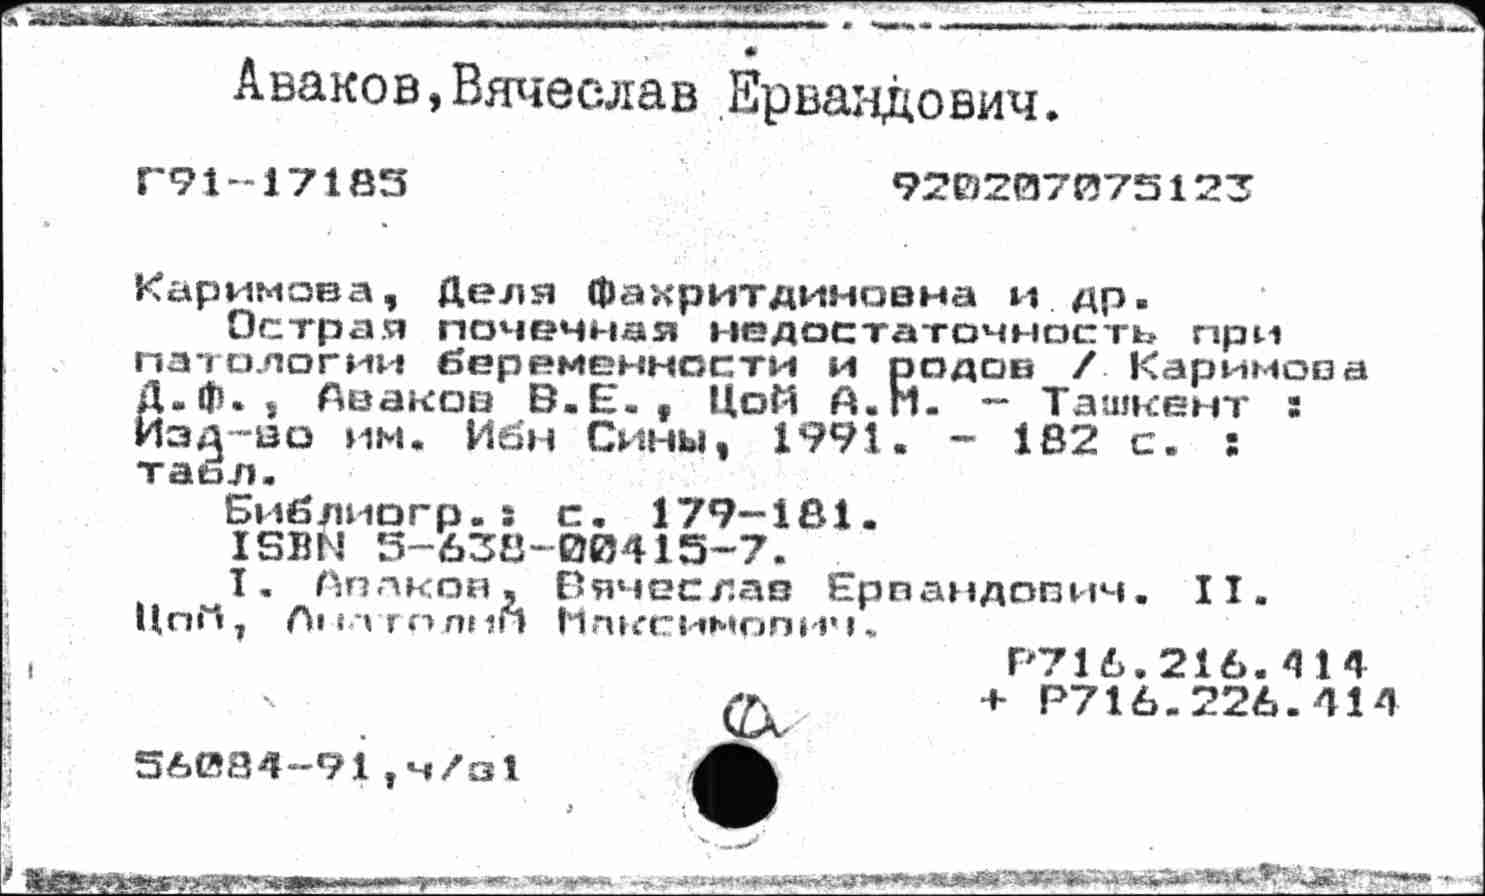 Аваков,Вячеслав Ервандович.
Г91-17185 920207075123
Каримова, Деля Фахритдиновна и др.
Острая почечная недостаточность при
патологии беременности и родов / Каримова
Д.Ф., Аваков В.Е., Цой А.М. - Ташкент :
Изд-во им. Ибн Сины, 1991. - 182 с. :
табл.
Библиогр.: с. 179-181.
ISBN 5-638-00415-7.
I. Аваков, Вячеслав Ервандович. II.
Цой, Анатолий Максимович.
Р716.216.414
+ Р716.226.414
56084-91,ч/з1